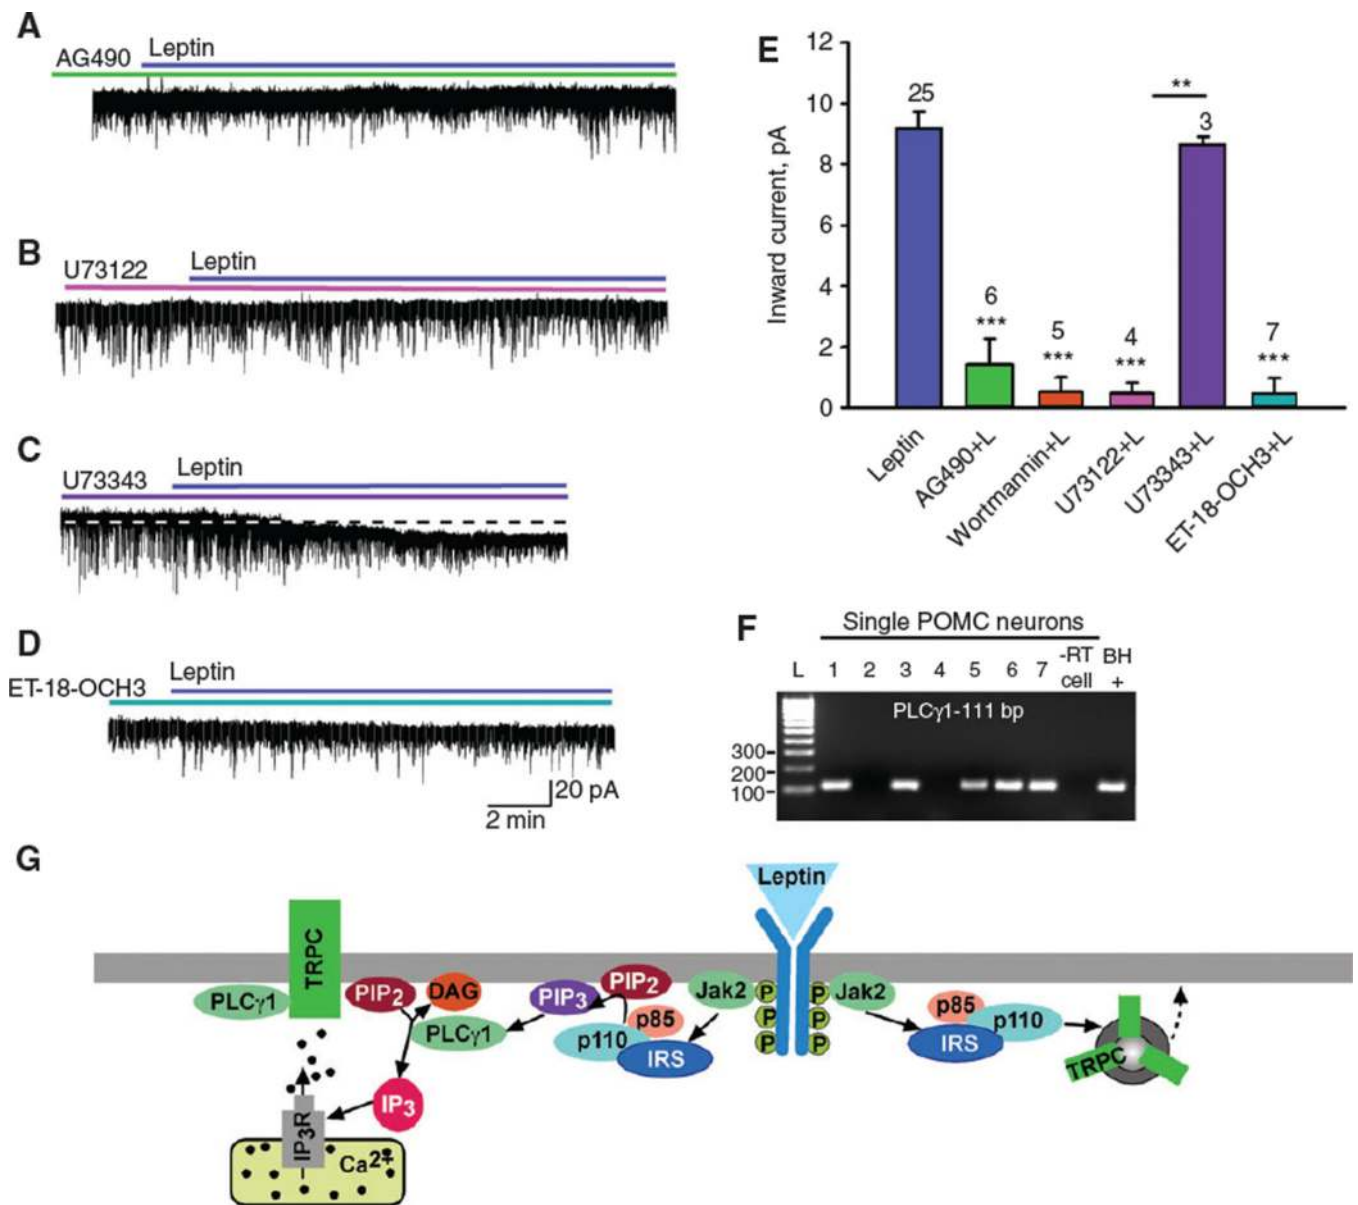 A
AG490
Leptin
B
U73122
Leptin
C
U73343
Leptin
D
ET-18-OCH3
Leptin
20 pA
2 min
E
Inward current, pA
12
10
8
6
4
2
0
25
6
***
5
***
4
***
**
3
7
***
Leptin
AG490+L
Wortmannin+L
U73122+L
U73343+L
ET-18-OCH3+L
F
Single POMC neurons
L 1 2 3 4 5 6 7 -RT cell BH +
PLCγ1-111 bp
300
200
100
G
Leptin
TRPC
PLCγ1
PIP2
DAG
PLCγ1
PIP3
PIP2
p85
p110
IRS
Jak2
P
P
P
P
P
P
Jak2
p85
p110
IRS
TRPC
IP3
IP3R
Ca2+